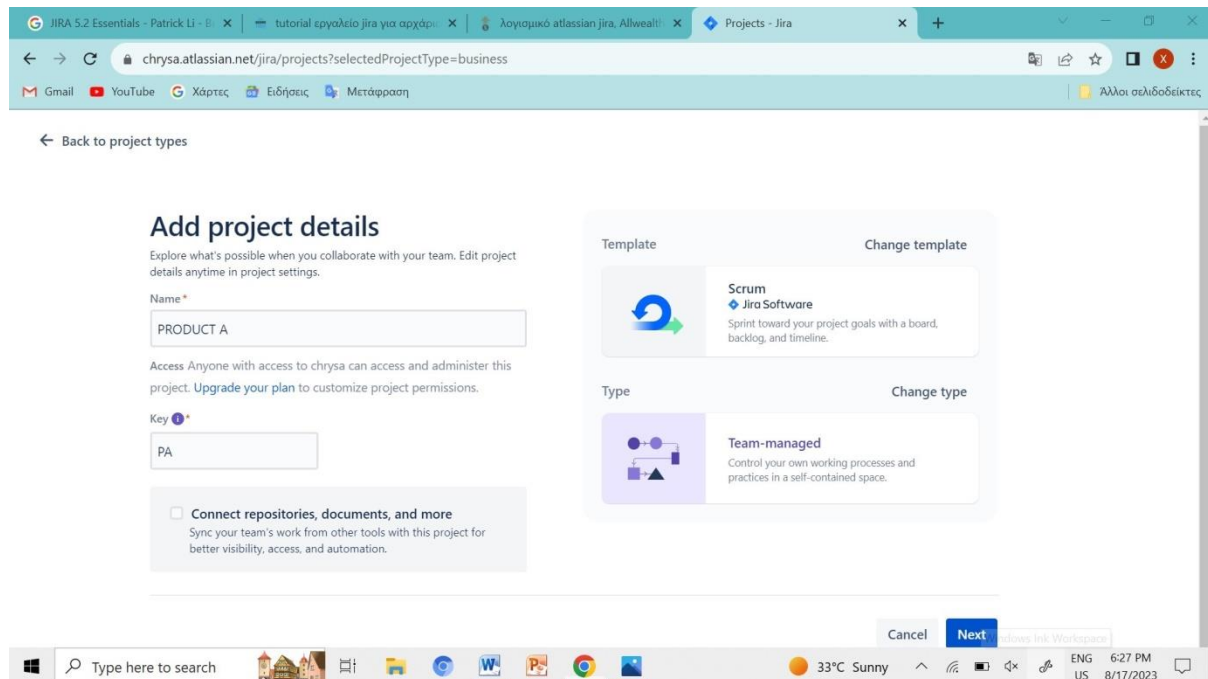 JIRA 5.2 Essentials - Patrick Li - B
tutorial εργαλείο jira για αρχάρι
λογισμικό atlassian jira, Allwealth
Projects - Jira
chrysa.atlassian.net/jira/projects?selectedProjectType=business
X
Gmail
YouTube
Χάρτες
Ειδήσεις
Μετάφραση
Άλλοι σελιδοδείκτες
Back to project types
Add project details
Explore what's possible when you collaborate with your team. Edit project
details anytime in project settings.
Name*
PRODUCT A
Access Anyone with access to chrysa can access and administer this
project. Upgrade your plan to customize project permissions.
Key *
PA
Connect repositories, documents, and more
Sync your team's work from other tools with this project for
better visibility, access, and automation.
Template
Change template
Scrum
Jira Software
Sprint toward your project goals with a board,
backlog, and timeline.
Type
Change type
Team-managed
Control your own working processes and
practices in a self-contained space.
Cancel
Next
Windows Ink Workspace
Type here to search
33°C Sunny
ENG
US
6:27 PM
8/17/2023